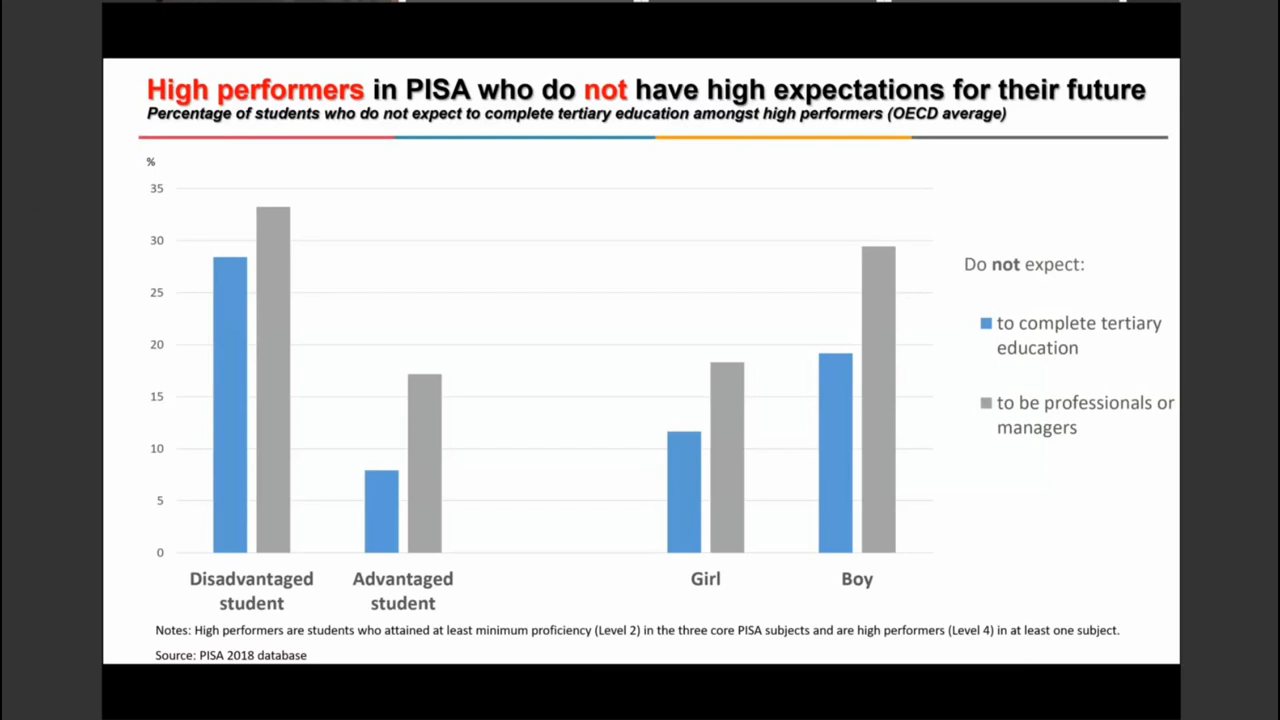 High performers in PISA who do not have high expectations for their future
Percentage of students who do not expect to complete tertiary education amongst high performers (OECD average)
%
35
30
25
20
15
10
5
0
Do not expect:
to complete tertiary
education
to be professionals or
managers
Disadvantaged
student
Advantaged
student
Girl
Boy
Notes: High performers are students who attained at least minimum proficiency (Level 2) in the three core PISA subjects and are high performers (Level 4) in at least one subject.
Source: PISA 2018 database